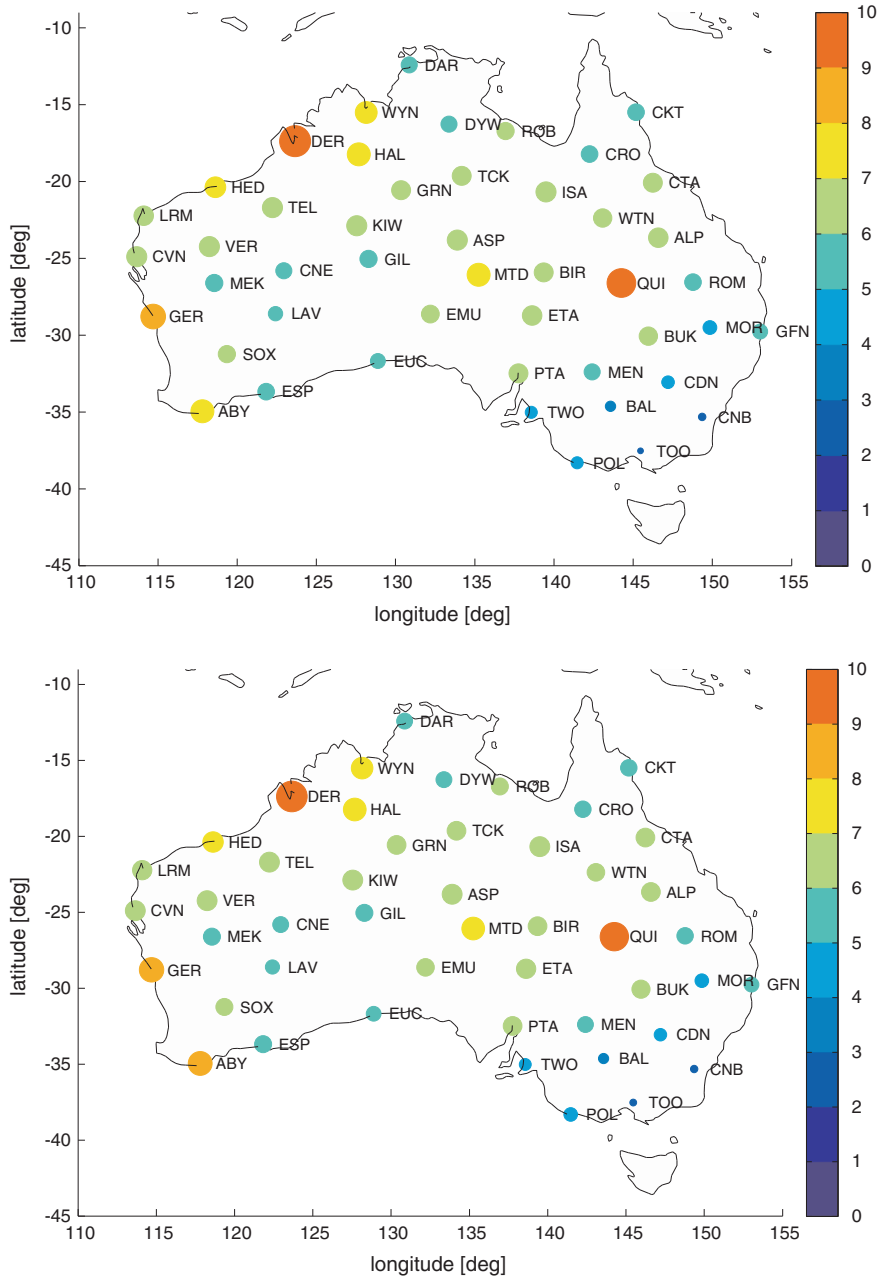 -10
10
DAR
9
-15
WYN
CKT
DYW
ROB
DER
8
HAL
CRO
-20
HED
TCK
CTA
GRN
ISA
7
LRM
TEL
KIW
WTN
-25
VER
ASP
ALP
6
CVN
GIL
CNE
MTD
BIR
MEK
QUI
ROM
5
GER
LAV
EMU
ETA
-30
MOR
GFN
BUK
4
SOX
EUC
PTA
MEN
CDN
ESP
3
-35
ABY
TWO
BAL
CNB
TOO
2
POL
-40
1
-45
0
110
115
120
125
130
135
140
145
150
155
latitude [deg]
longitude [deg]
-10
10
DAR
9
-15
WYN
CKT
DYW
ROB
DER
8
HAL
CRO
-20
HED
TCK
CTA
GRN
ISA
7
LRM
TEL
KIW
WTN
-25
VER
ASP
ALP
6
CVN
GIL
CNE
MTD
BIR
MEK
QUI
ROM
5
GER
LAV
EMU
ETA
-30
MOR
GFN
BUK
4
SOX
EUC
PTA
MEN
CDN
ESP
3
-35
ABY
TWO
BAL
CNB
TOO
2
POL
-40
1
-45
0
110
115
120
125
130
135
140
145
150
155
latitude [deg]
longitude [deg]